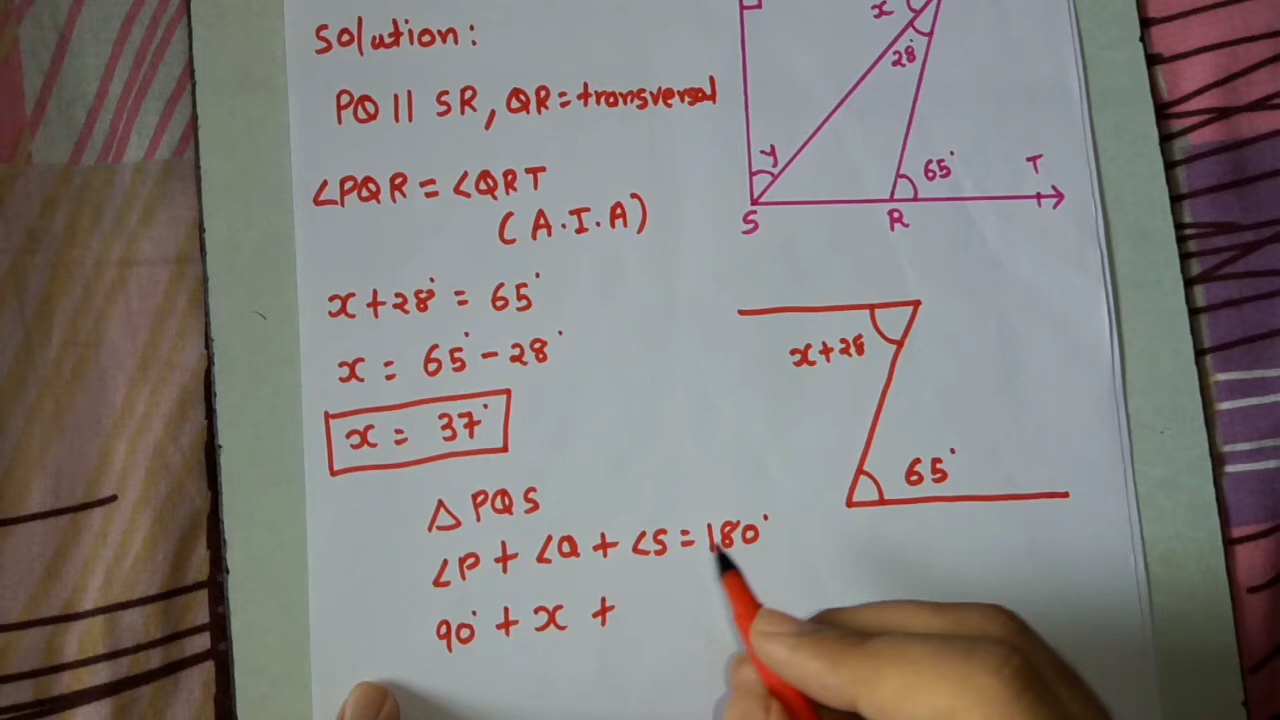 Solution:
PQ || SR, QR = transversal
∠PQR = ∠QRT
(A.I.A)
x + 28° = 65°
x = 65° - 28°
x = 37°
△ PQS
∠P + ∠Q + ∠S = 180°
90° + x +
x
28°
y
65°
T
S
R
x+28
65°